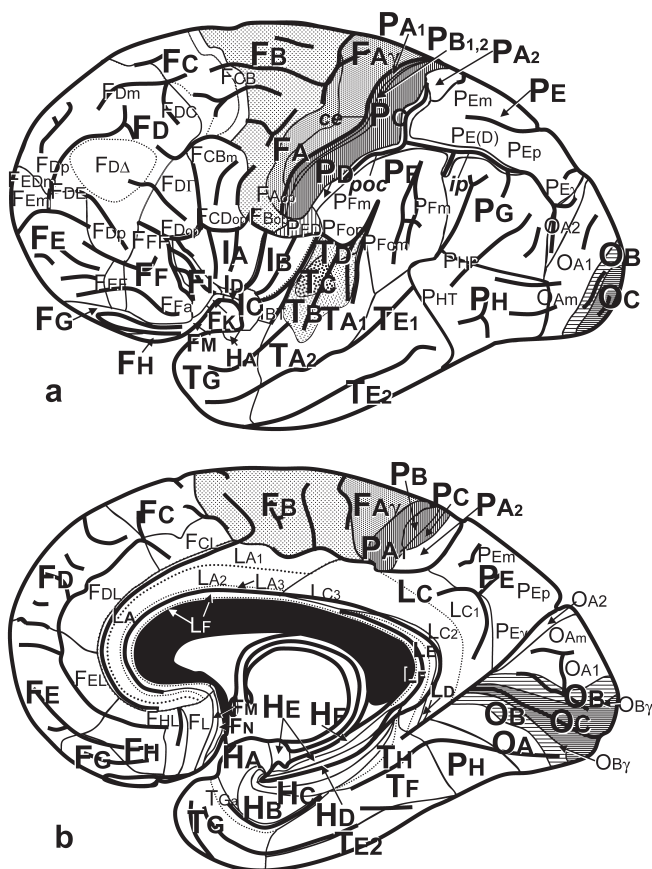 PA1
PB1,2
PA2
FC
FB
FAγ
FCB
FDm
FDC
PEm
PE
ce
PC
FD
PE(D)
PEp
FDΔ
FCBm
FA
PD
PF
FDp
FEDm
FDE
FEm
FDΓ
poc
ip
PEγ
PFm
PFm
PG
FCDop
FBop
PFD
PFop
FDp
FDop
OA2
FE
IA
IB
TD
PFcm
OB
OA1
FF
TC
PHP
FEF
FJ
ID
PHT
PH
OAm
OC
FFa
FK
IC
IBT
TB
TA1
TE1
FG
FM
HA
FH
TG
TA2
TE2
a
PB
PC
PA2
FC
FB
FAγ
PA1
FCL
LA1
PEm
PE
FD
LA2
LA3
LC3
LC
PEp
FDL
LA
LF
LC1
OA2
LC2
PEγ
OAm
LE
OA1
LF
LD
FEL
FE
OB
OBγ
FHL
FL
FM
FN
HE
HF
OB
OC
FG
FH
HA
OA
TH
PH
OBγ
HC
TF
TGa
HB
HD
TG
TE2
b